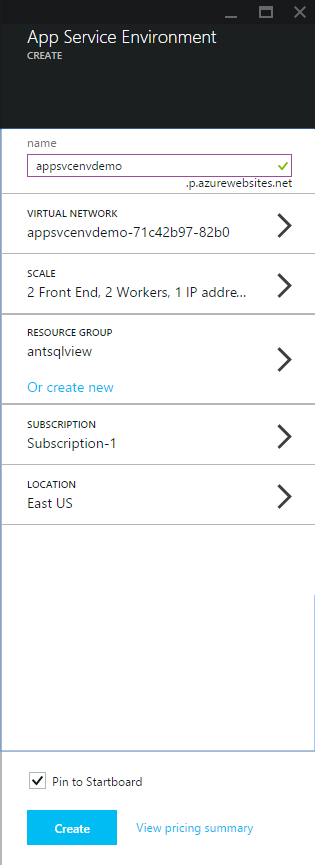 App Service Environment
CREATE
name
appsvcenvdemo
.p.azurewebsites.net
VIRTUAL NETWORK
appsvcenvdemo-71c42b97-82b0
SCALE
2 Front End, 2 Workers, 1 IP addre...
RESOURCE GROUP
antsqlview
Or create new
SUBSCRIPTION
Subscription-1
LOCATION
East US
Pin to Startboard
Create View pricing summary